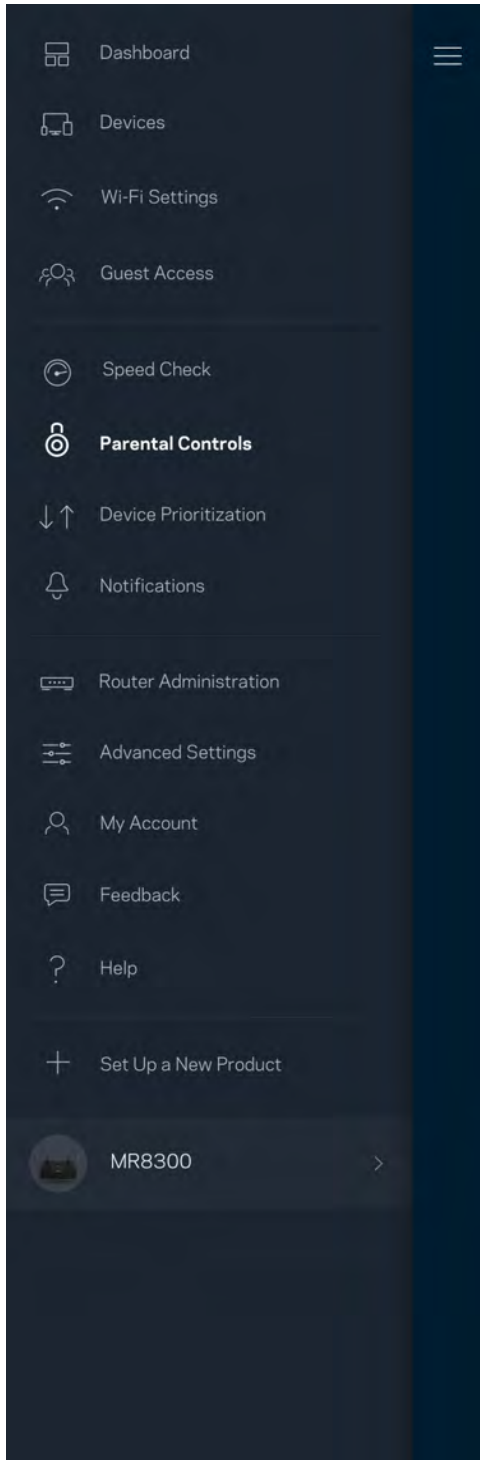 Dashboard
Devices
Wi-Fi Settings
Guest Access
Speed Check
Parental Controls
Device Prioritization
Notifications
Router Administration
Advanced Settings
My Account
Feedback
Help
Set Up a New Product
MR8300